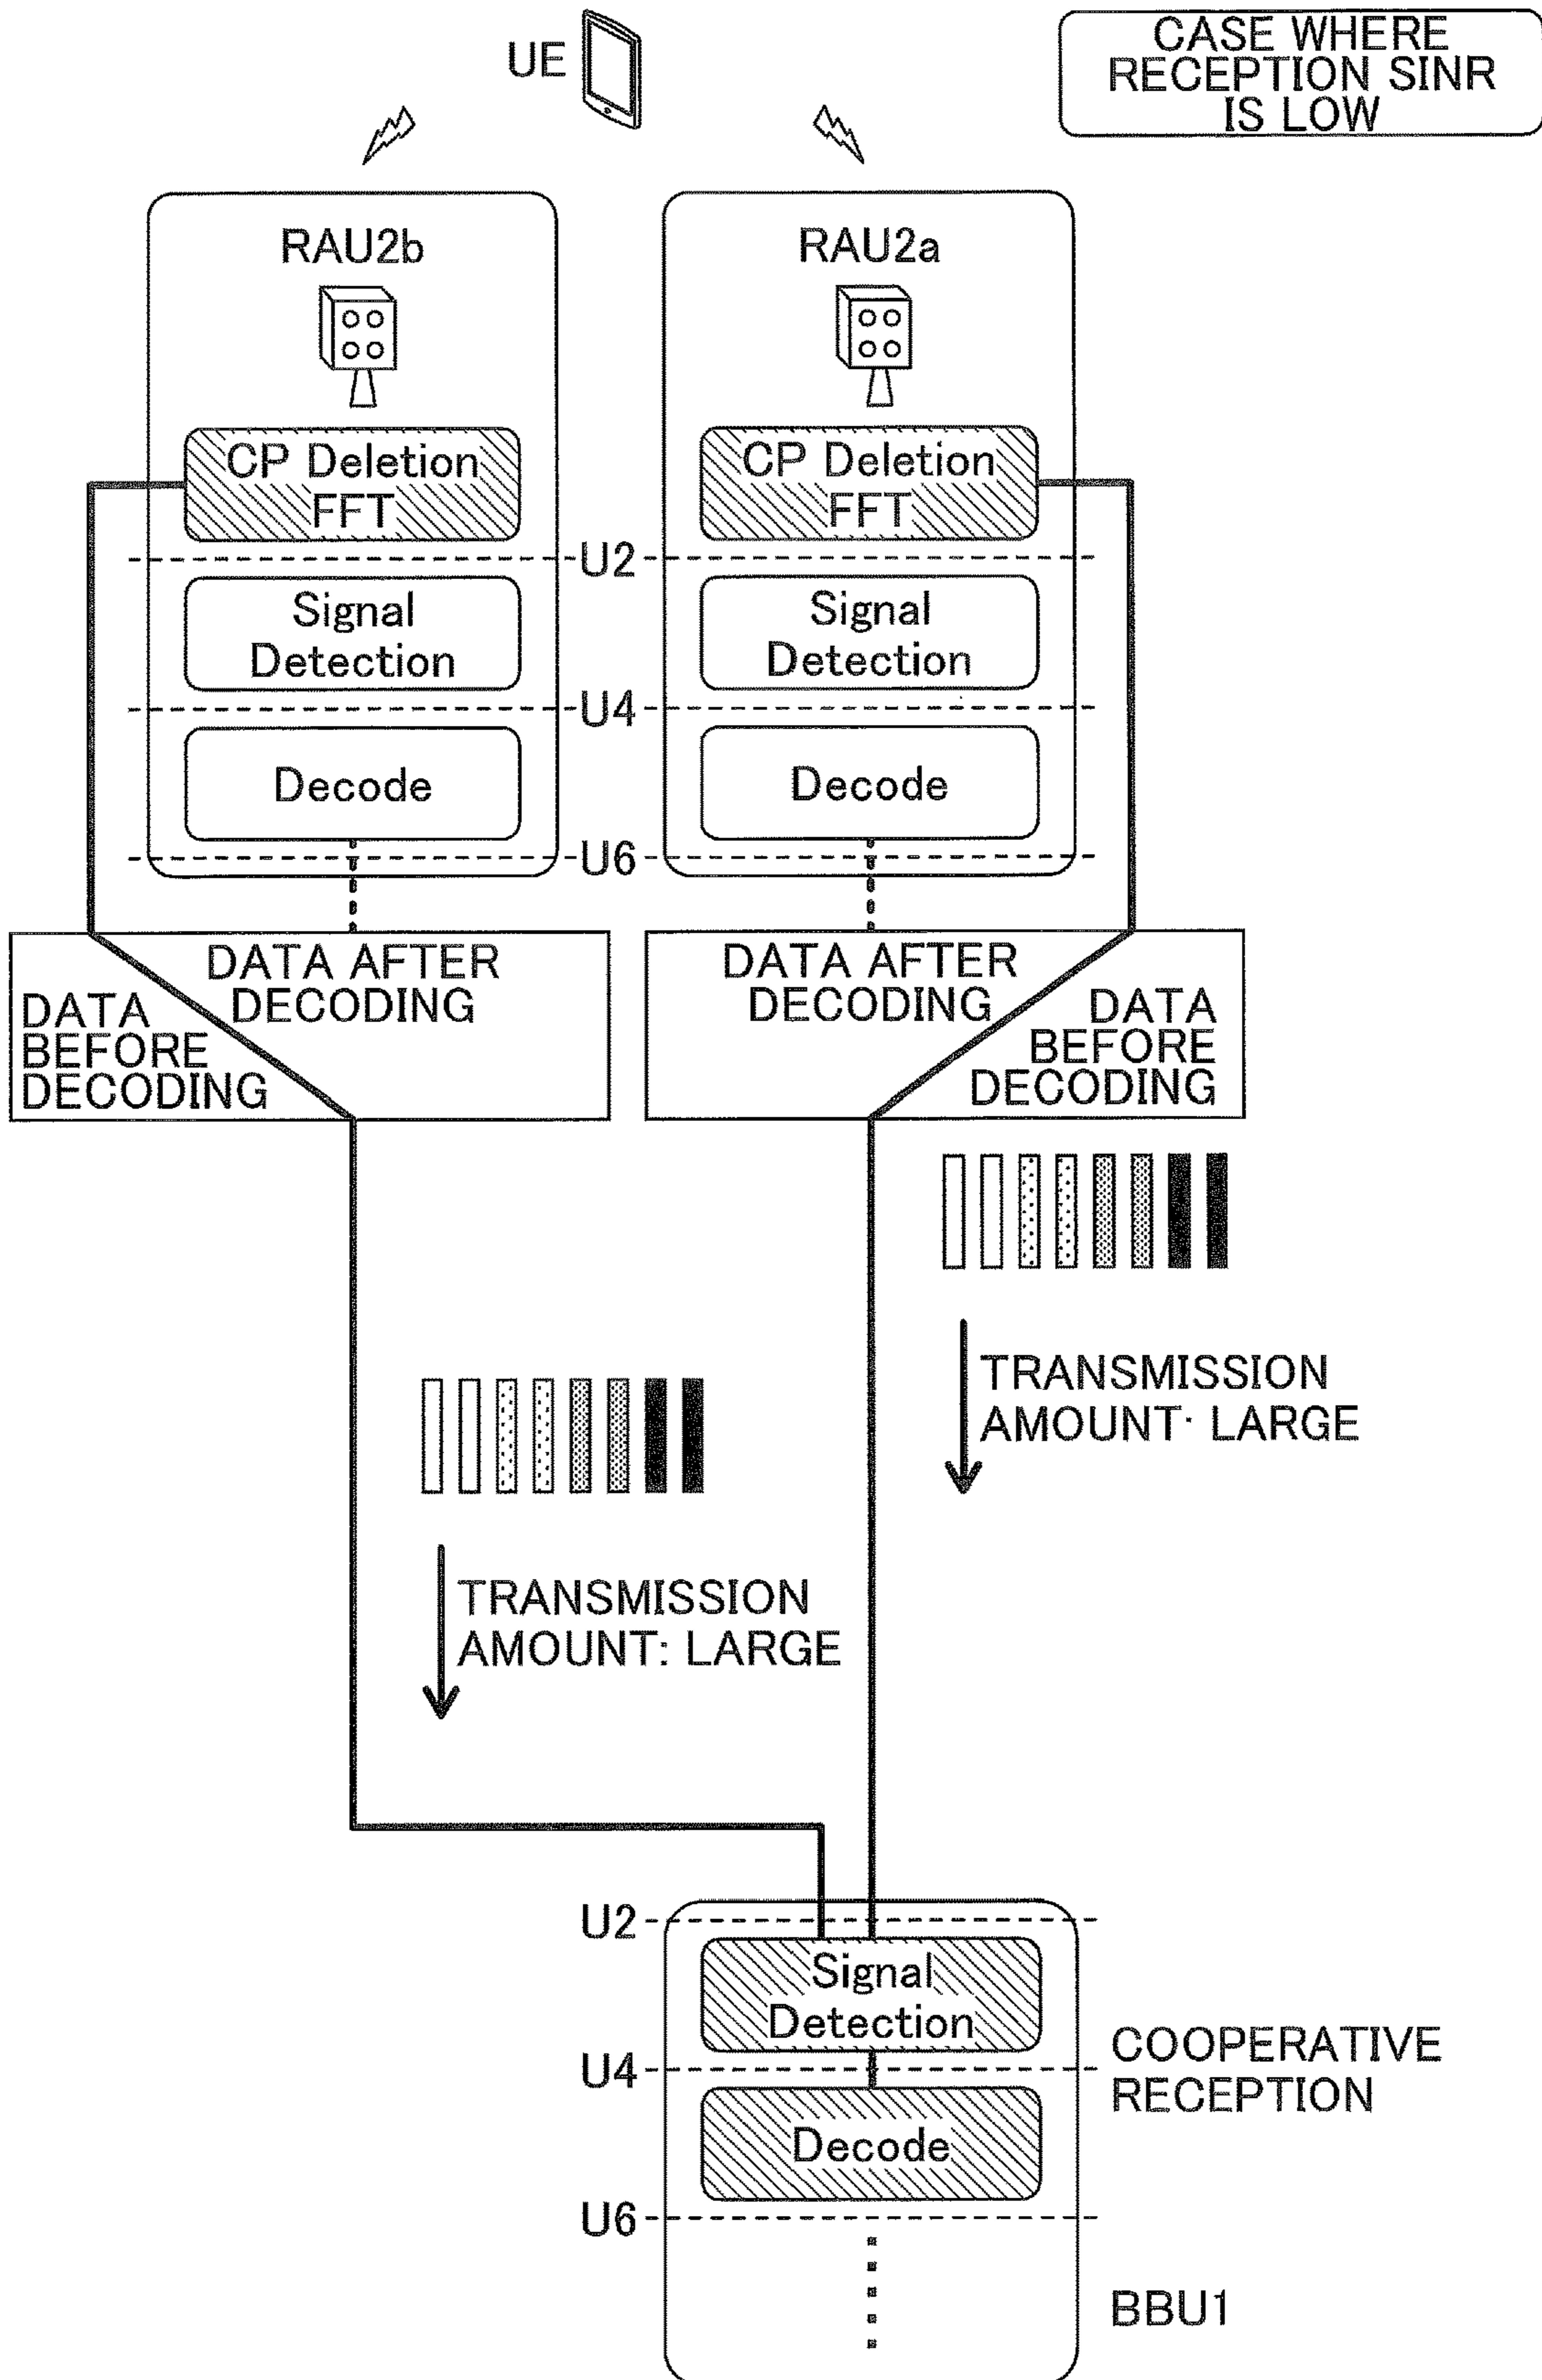 UE
CASE WHERE
RECEPTION SINR
IS LOW
RAU2b
RAU2a
CP Deletion
FFT
CP Deletion
FFT
U2
Signal
Detection
Signal
Detection
U4
Decode
Decode
U6
DATA AFTER
DECODING
DATA
BEFORE
DECODING
DATA AFTER
DECODING
DATA
BEFORE
DECODING
TRANSMISSION
AMOUNT: LARGE
TRANSMISSION
AMOUNT: LARGE
U2
Signal
Detection
U4
COOPERATIVE
RECEPTION
Decode
U6
BBU1